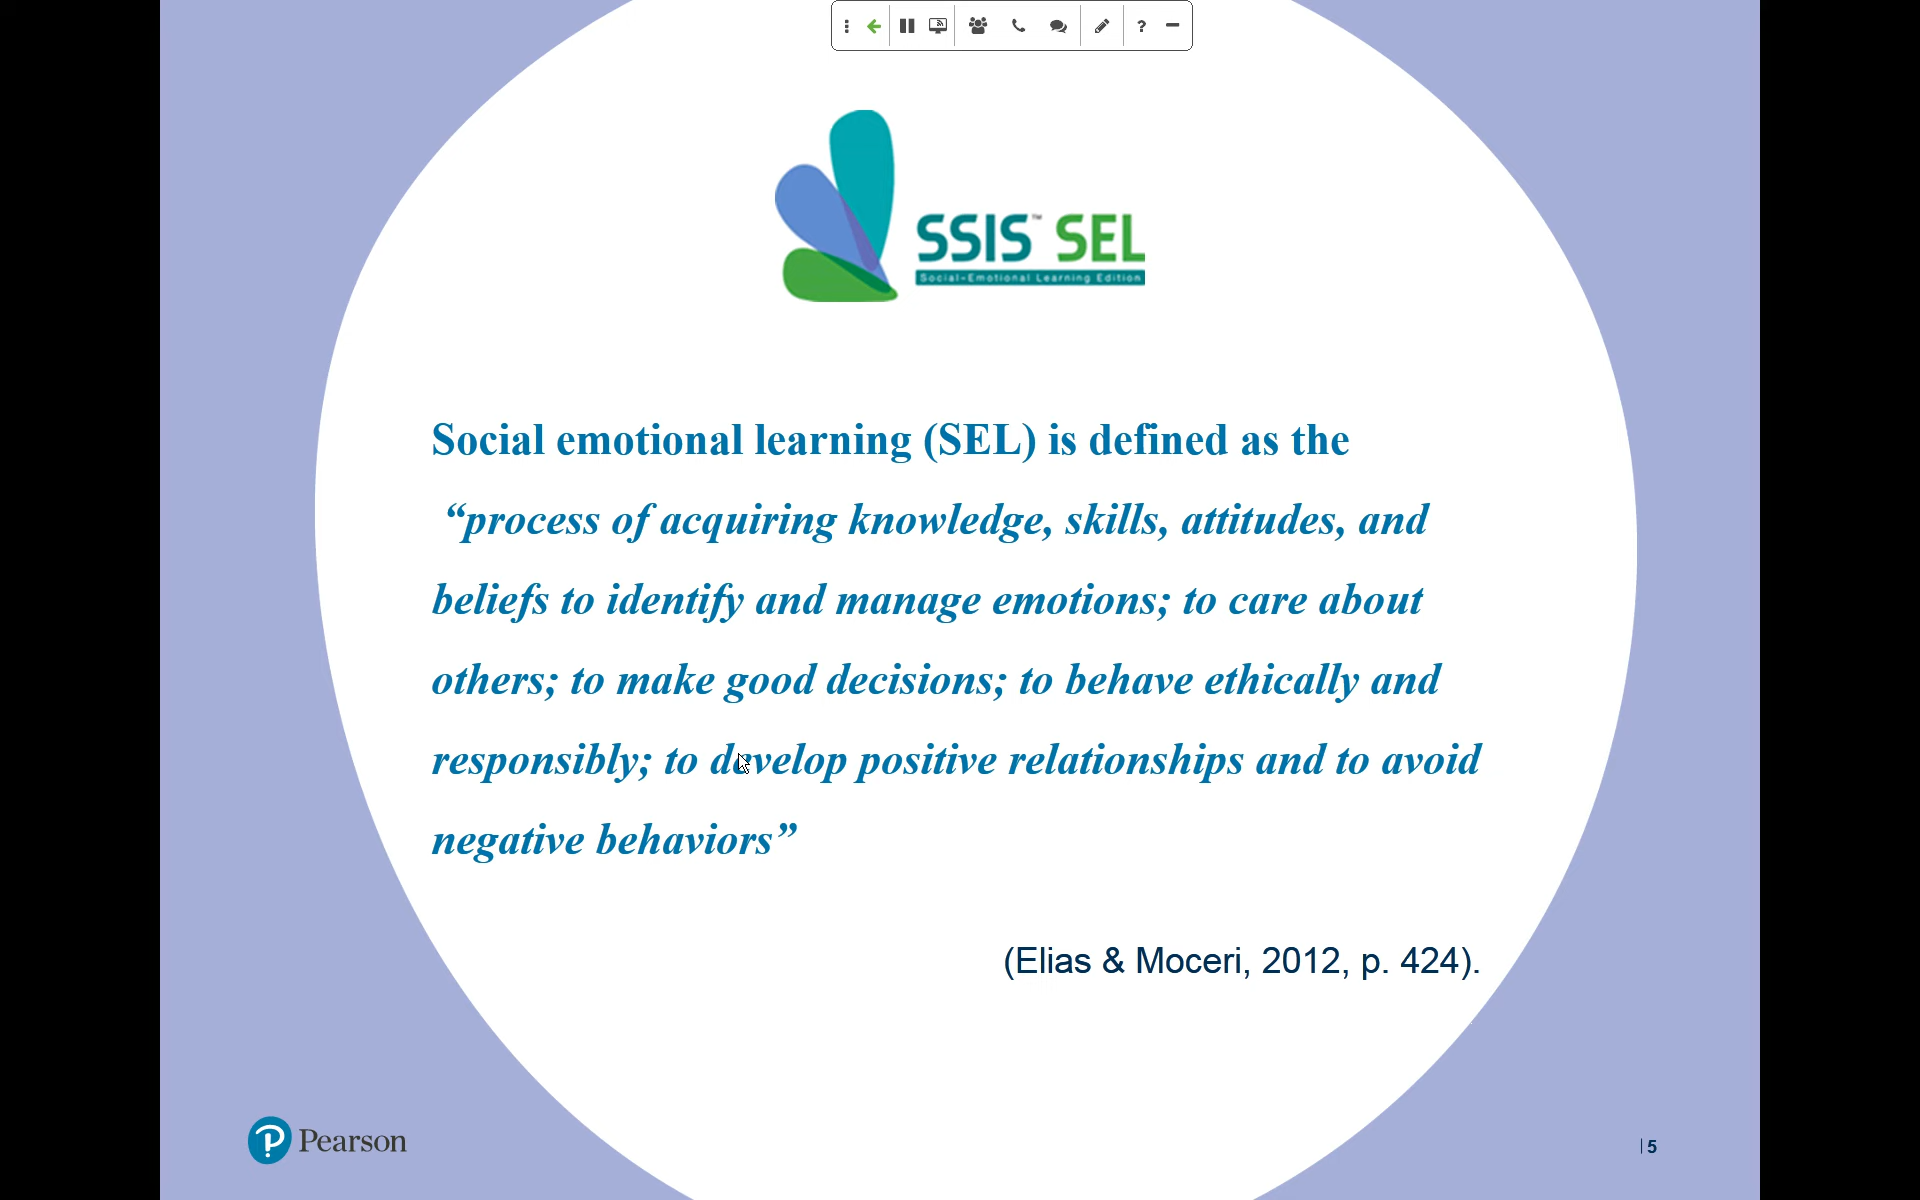 ?
SSIS™ SEL
Social-Emotional Learning Edition
Social emotional learning (SEL) is defined as the
“process of acquiring knowledge, skills, attitudes, and
beliefs to identify and manage emotions; to care about
others; to make good decisions; to behave ethically and
responsibly; to develop positive relationships and to avoid
negative behaviors”
(Elias & Moceri, 2012, p. 424).
Pearson
| 5